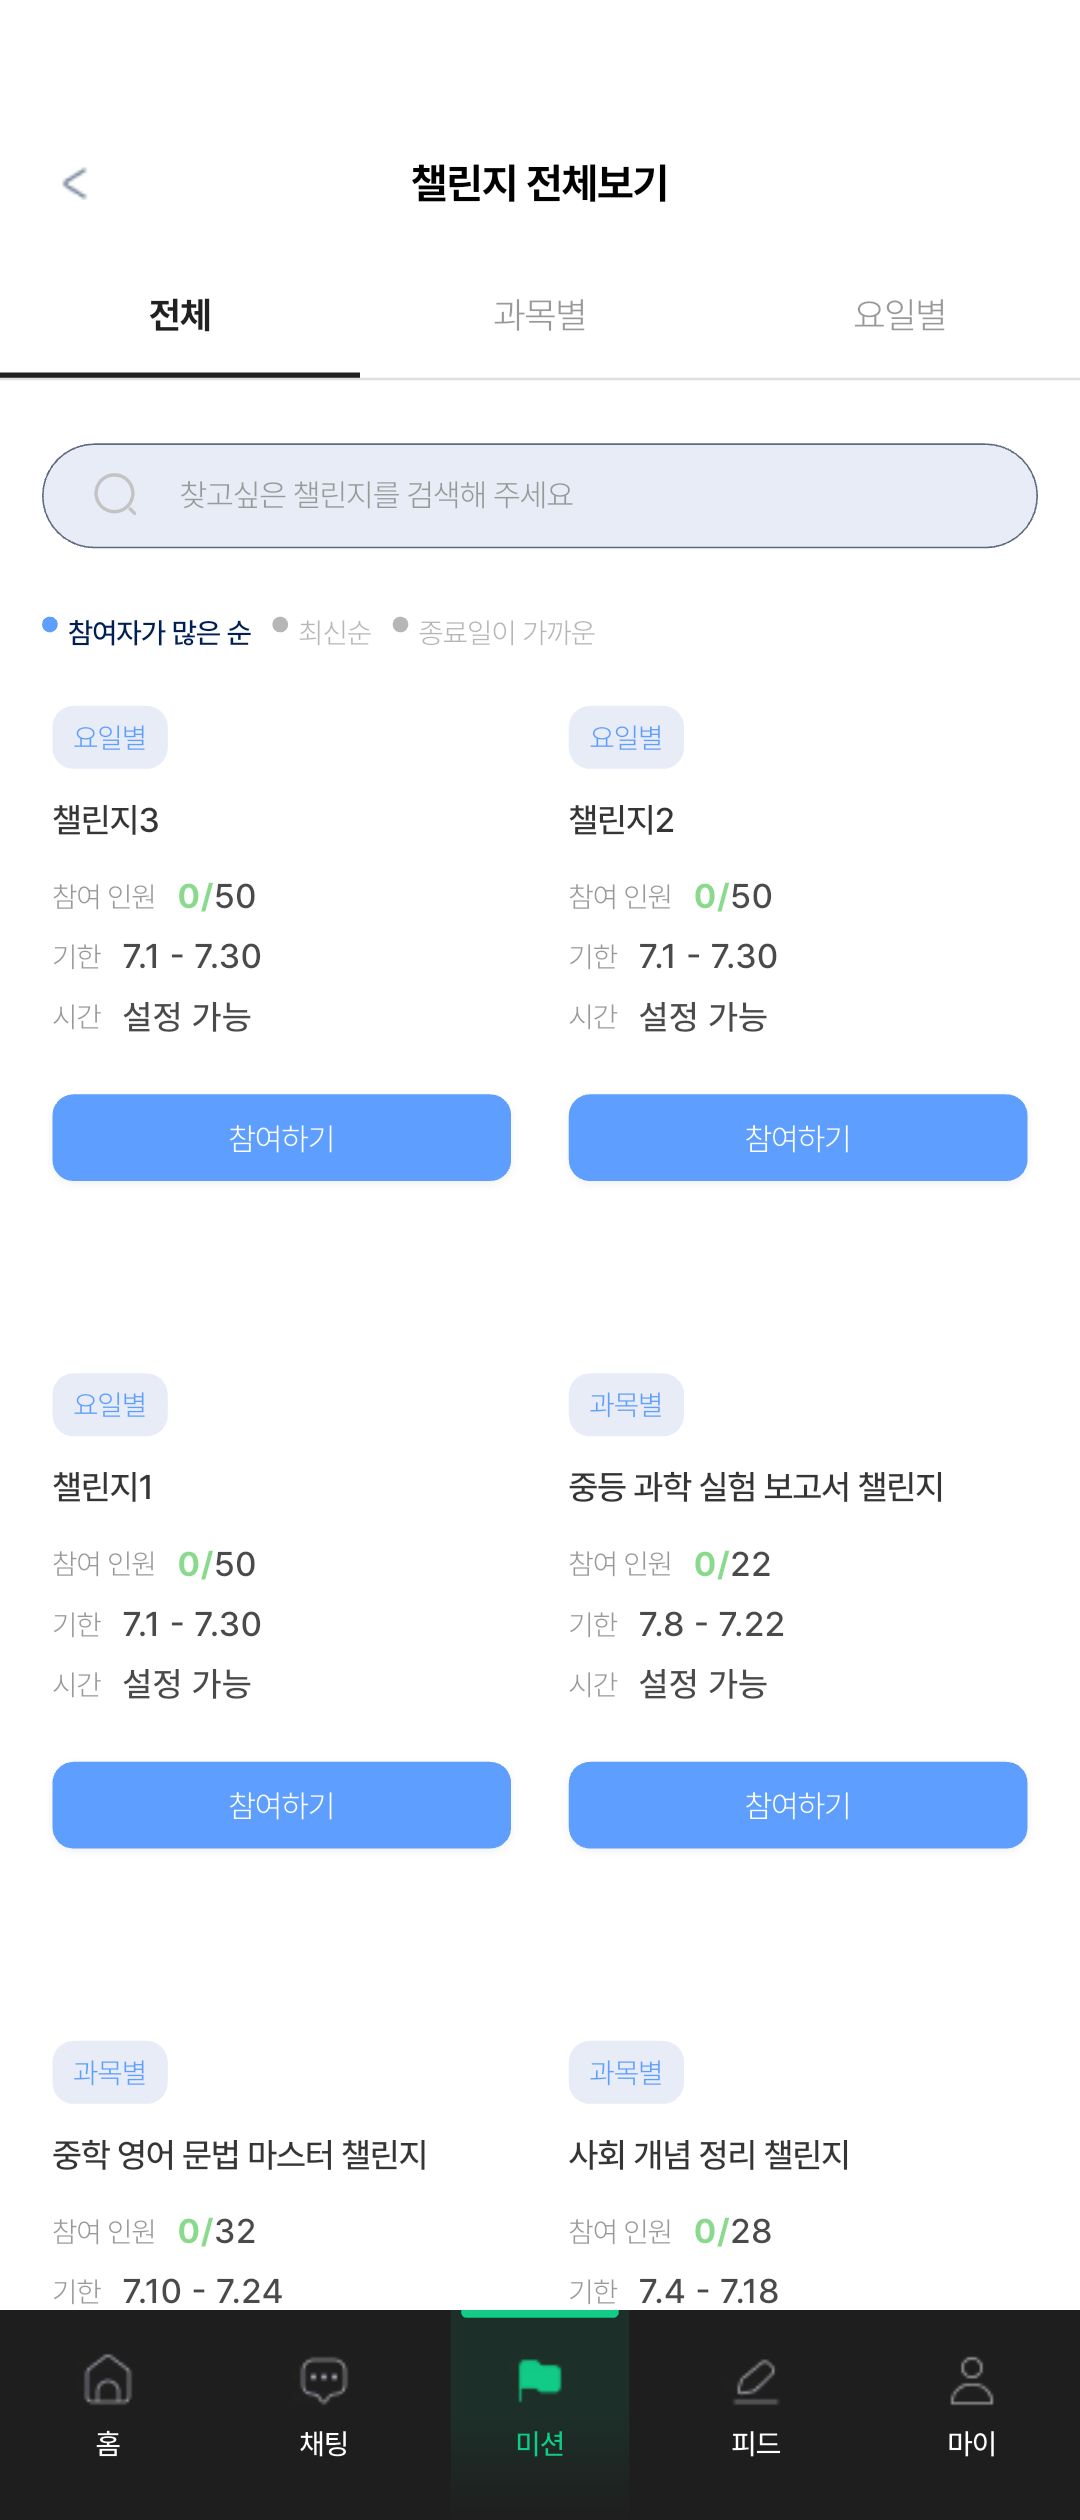 챌린지 전체보기
전체
과목별
요일별
찾고싶은 챌린지를 검색해 주세요
참여자가 많은 순
최신순
종료일이 가까운
요일별
챌린지3
참여 인원 0/50
기한 7.1 - 7.30
시간 설정 가능
참여하기
요일별
챌린지2
참여 인원 0/50
기한 7.1 - 7.30
시간 설정 가능
참여하기
요일별
챌린지1
참여 인원 0/50
기한 7.1 - 7.30
시간 설정 가능
참여하기
과목별
중등 과학 실험 보고서 챌린지
참여 인원 0/22
기한 7.8 - 7.22
시간 설정 가능
참여하기
과목별
중학 영어 문법 마스터 챌린지
참여 인원 0/32
기한 7.10 - 7.24
과목별
사회 개념 정리 챌린지
참여 인원 0/28
기한 7.4 - 7.18
홈
채팅
미션
피드
마이